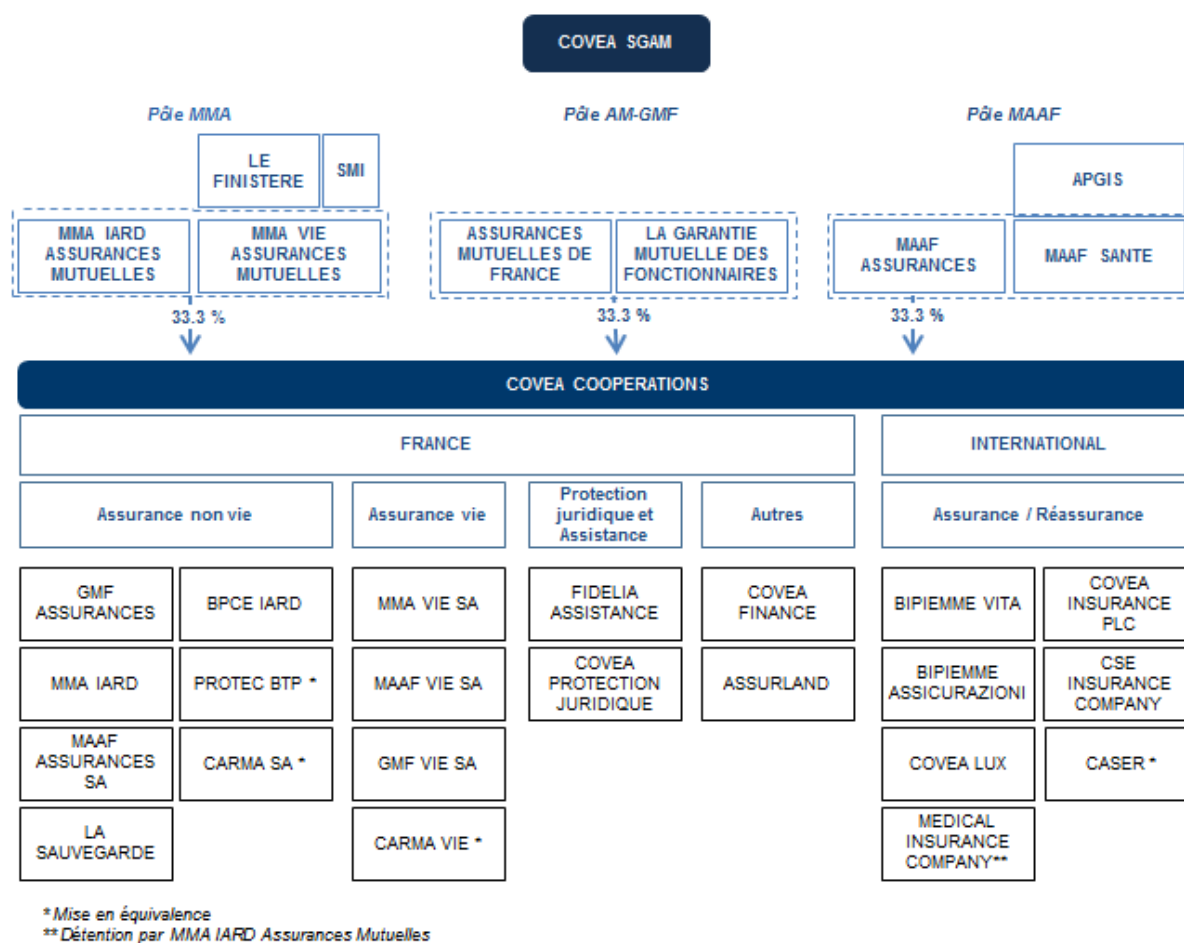 COVEA SGAM
Pôle MMA
Pôle AM-GMF
Pôle MAAF
LE
FINISTERE
SMI
APGIS
MMA IARD
ASSURANCES
MUTUELLES
MMA VIE
ASSURANCES
MUTUELLES
ASSURANCES
MUTUELLES DE
FRANCE
LA GARANTIE
MUTUELLE DES
FONCTIONNAIRES
MAAF
ASSURANCES
MAAF SANTE
33.3 %
33.3 %
33.3 %
COVEA COOPERATIONS
FRANCE
INTERNATIONAL
Assurance non vie
Assurance vie
Protection
juridique et
Assistance
Autres
Assurance / Réassurance
GMF
ASSURANCES
BPCE IARD
MMA VIE SA
FIDELIA
ASSISTANCE
COVEA
FINANCE
BIPIEMME VITA
COVEA
INSURANCE
PLC
MMA IARD
PROTEC BTP *
MAAF VIE SA
COVEA
PROTECTION
JURIDIQUE
ASSURLAND
BIPIEMME
ASSICURAZIONI
CSE
INSURANCE
COMPANY
MAAF
ASSURANCES
SA
CARMA SA *
GMF VIE SA
COVEA LUX
CASER *
LA
SAUVEGARDE
CARMA VIE *
MEDICAL
INSURANCE
COMPANY**
* Mise en équivalence
** Détention par MMA IARD Assurances Mutuelles